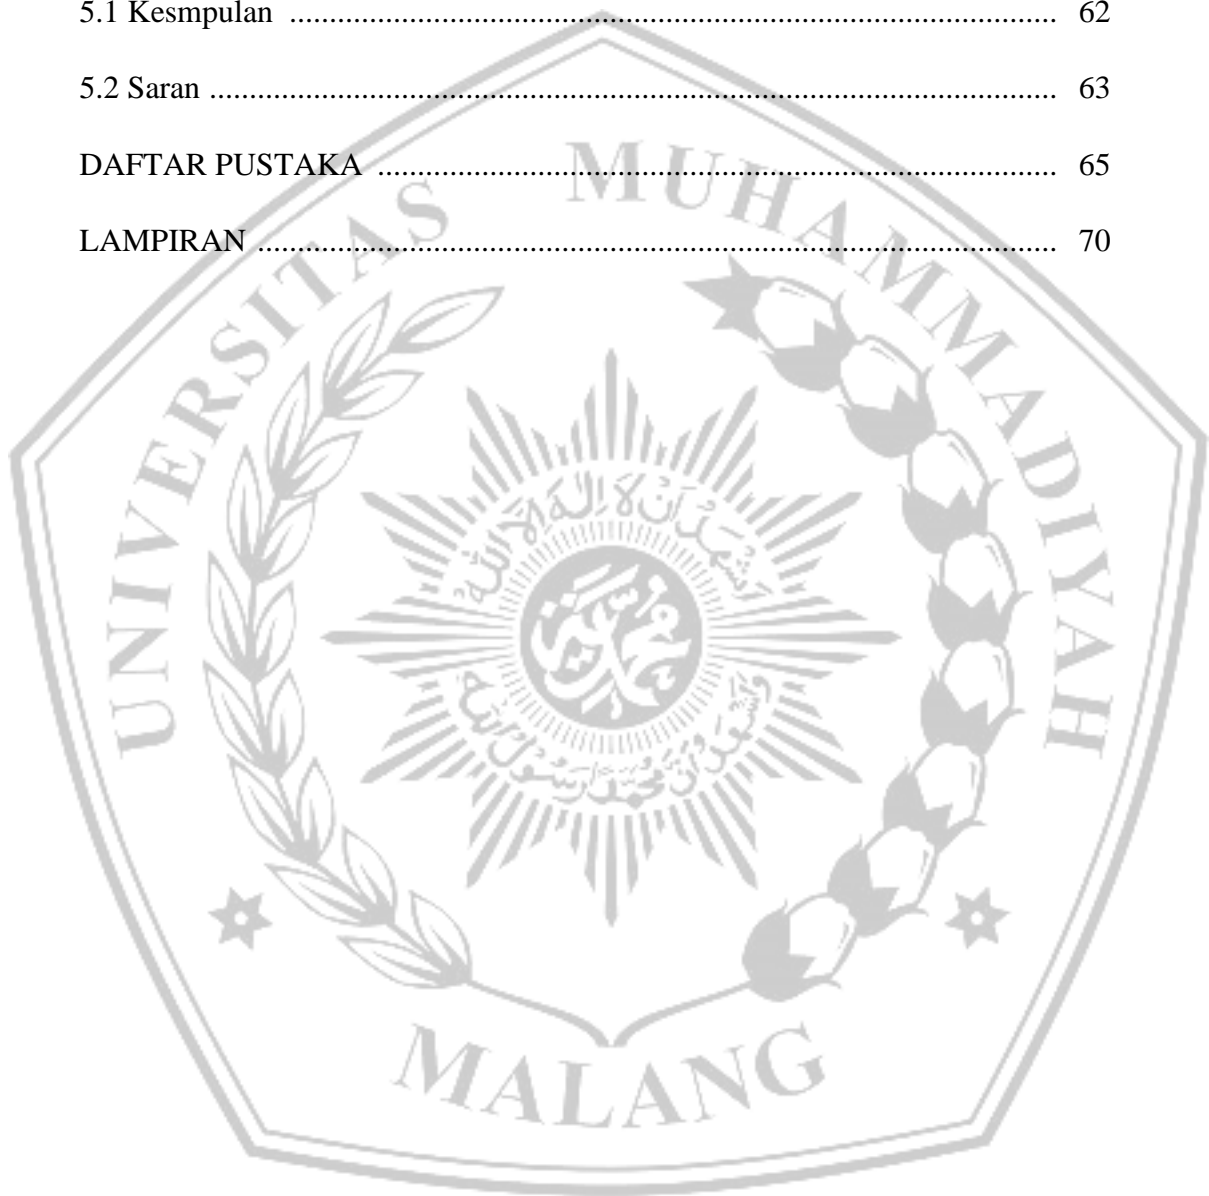 5.1 Kesmpulan ................................................................................................ 62
5.2 Saran .......................................................................................................... 63
DAFTAR PUSTAKA .................................................................................... 65
LAMPIRAN .................................................................................................... 70
UNIVERSITAS MUHAMMADIYAH
MALANG